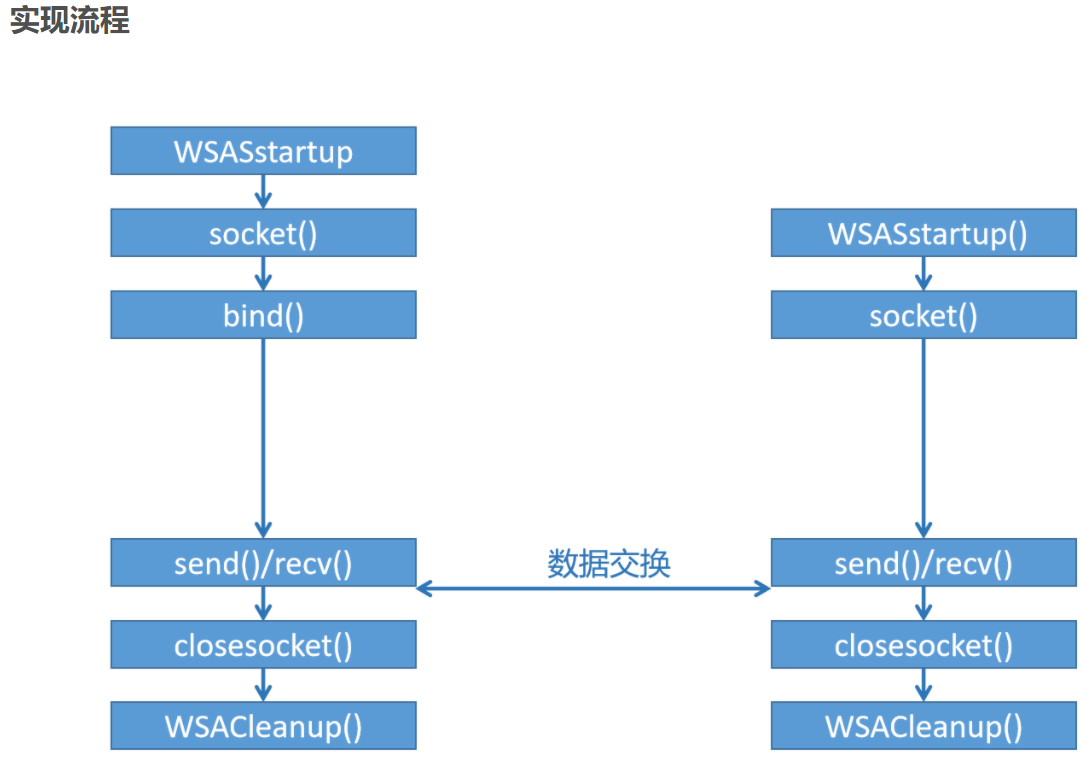 实现流程
WSASstartup
socket()
bind()
send()/recv()
closesocket()
WSACleanup()
数据交换
WSASstartup()
socket()
send()/recv()
closesocket()
WSACleanup()